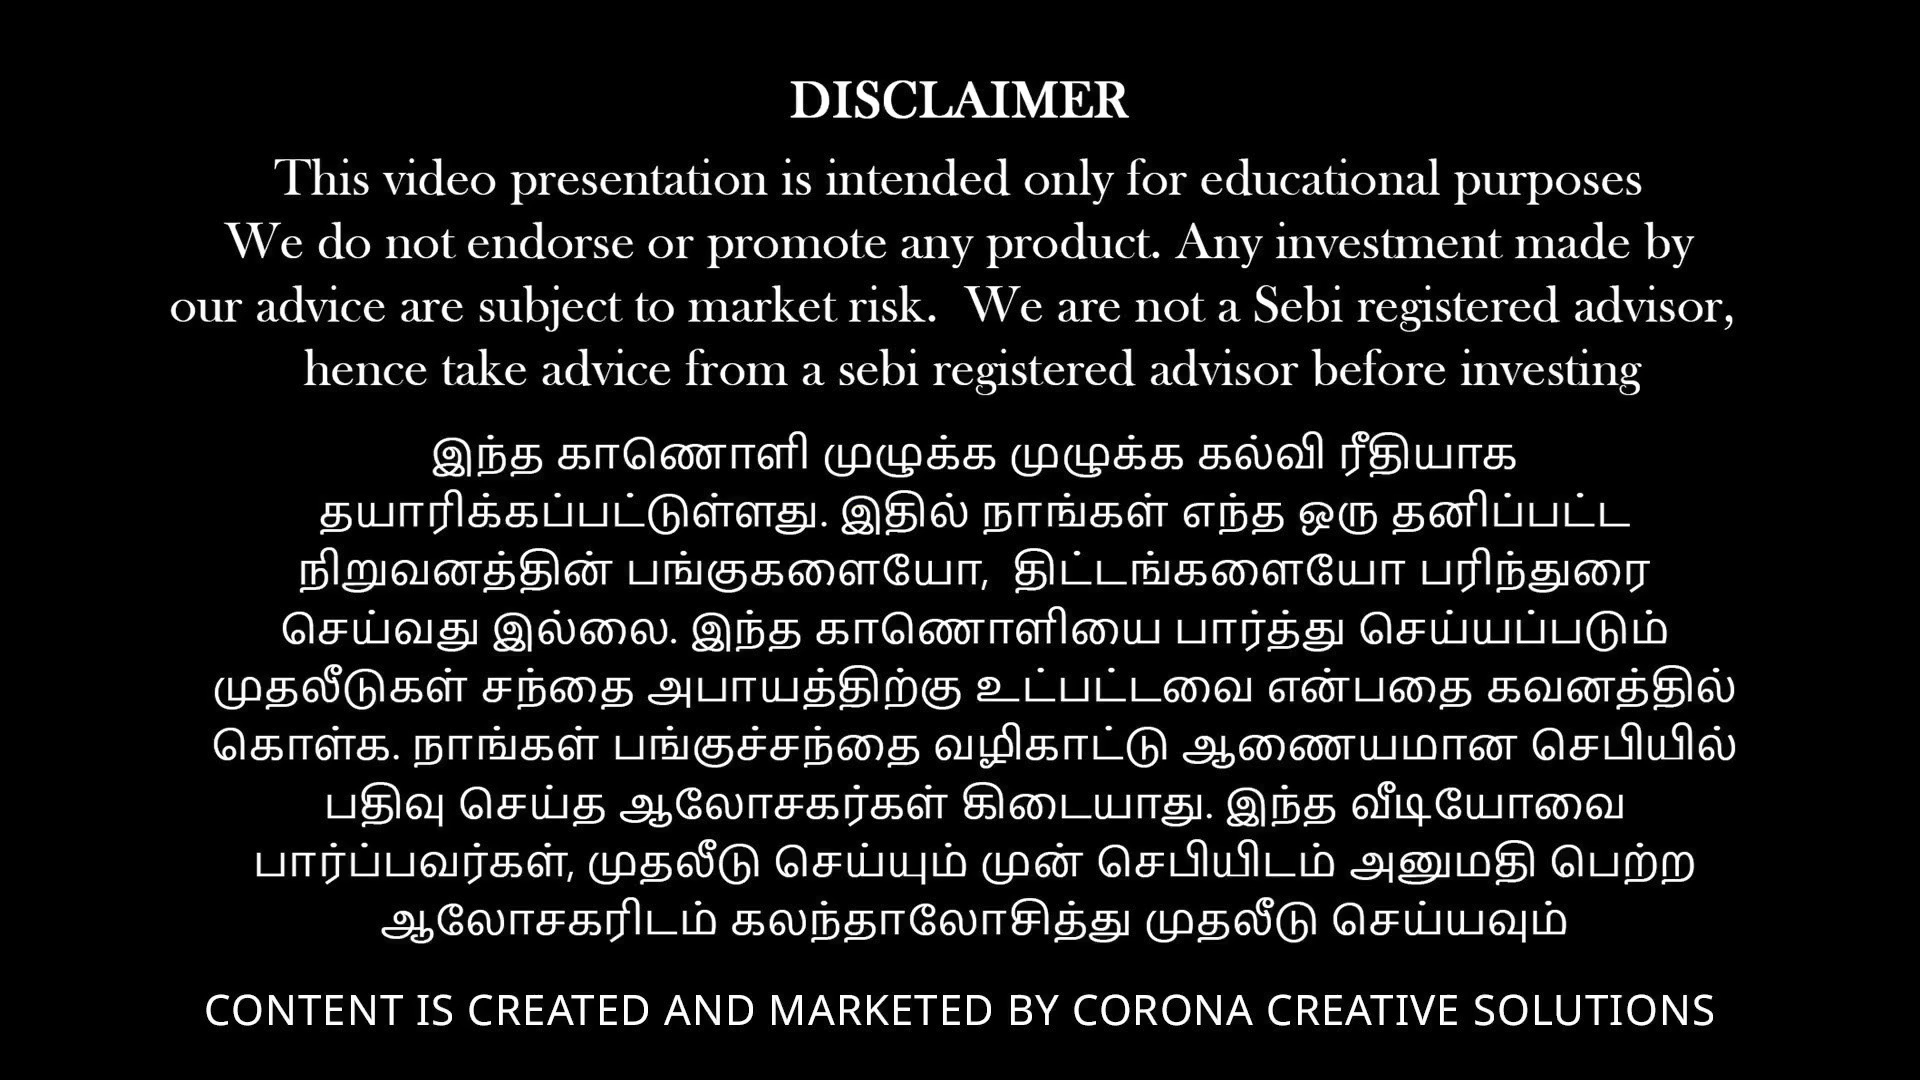 DISCLAIMER
This video presentation is intended only for educational purposes
We do not endorse or promote any product. Any investment made by
our advice are subject to market risk.  We are not a Sebi registered advisor,
hence take advice from a sebi registered advisor before investing
இந்த காணொளி முழுக்க முழுக்க கல்வி ரீதியாக
தயாரிக்கப்பட்டுள்ளது. இதில் நாங்கள் எந்த ஒரு தனிப்பட்ட
நிறுவனத்தின் பங்குகளையோ,  திட்டங்களையோ பரிந்துரை
செய்வது இல்லை. இந்த காணொளியை பார்த்து செய்யப்படும்
முதலீடுகள் சந்தை அபாயத்திற்கு உட்பட்டவை என்பதை கவனத்தில்
கொள்க. நாங்கள் பங்குச்சந்தை வழிகாட்டு ஆணையமான செபியில்
பதிவு செய்த ஆலோசகர்கள் கிடையாது. இந்த வீடியோவை
பார்ப்பவர்கள், முதலீடு செய்யும் முன் செபியிடம் அனுமதி பெற்ற
ஆலோசகரிடம் கலந்தாலோசித்து முதலீடு செய்யவும்
CONTENT IS CREATED AND MARKETED BY CORONA CREATIVE SOLUTIONS